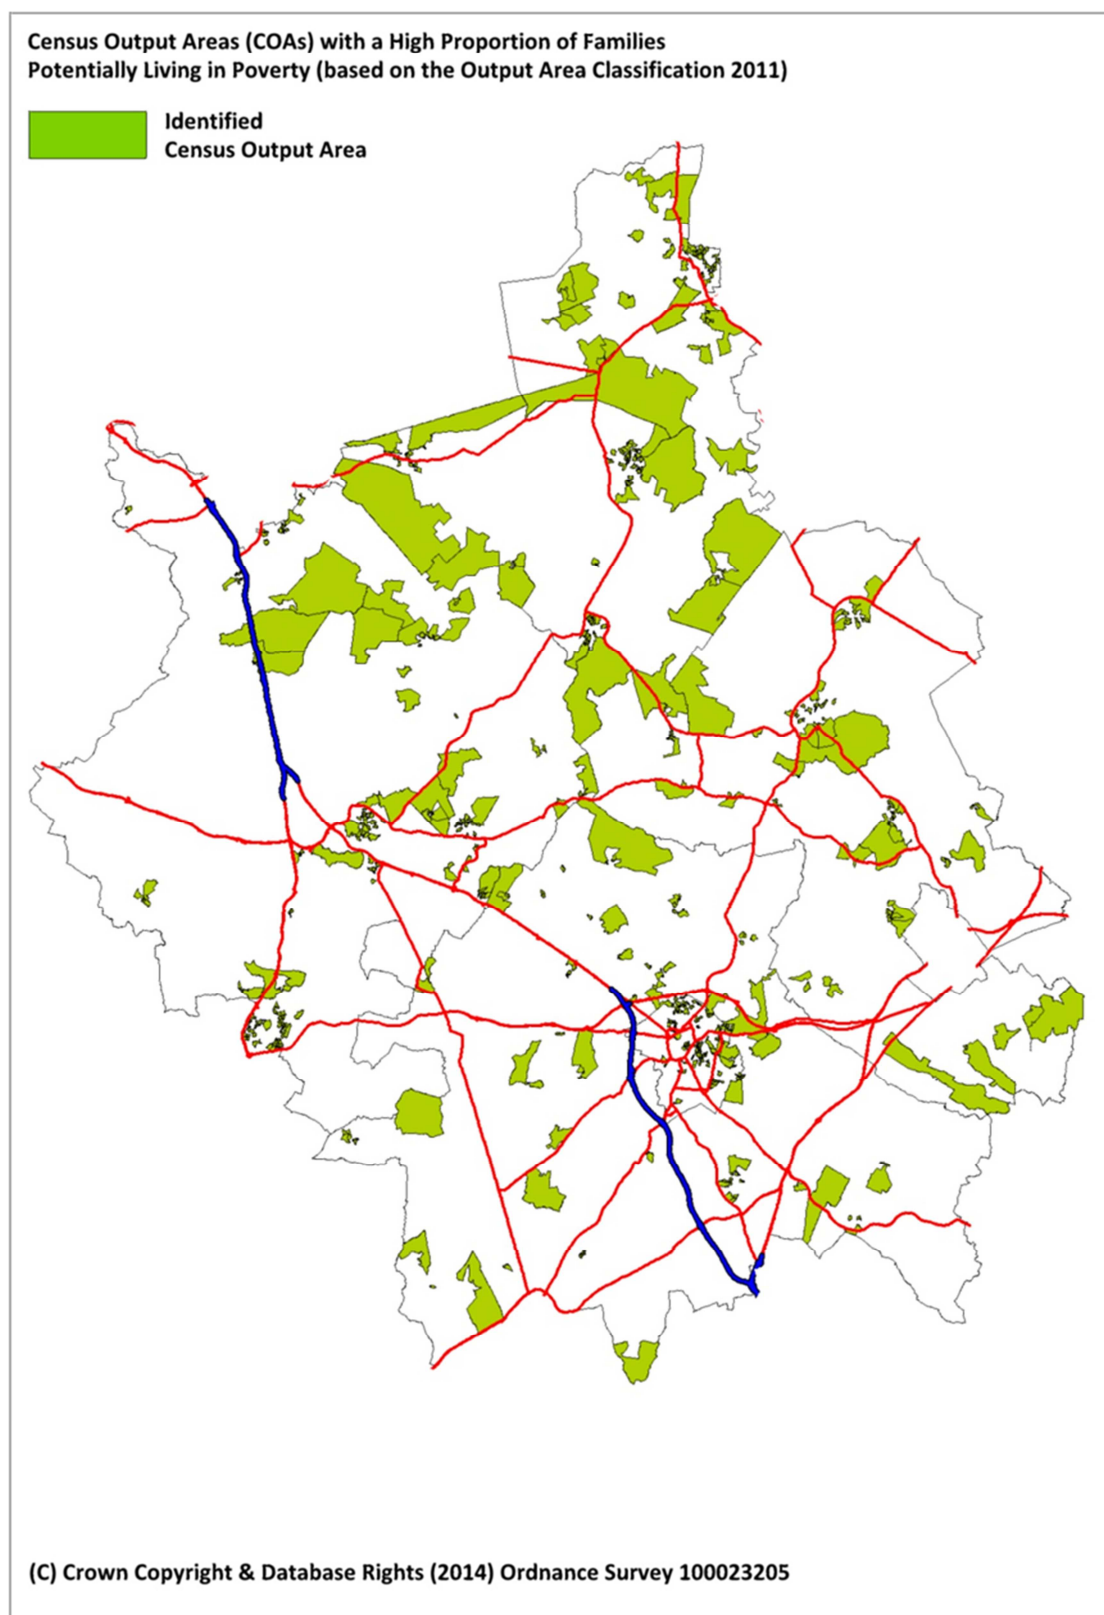 Census Output Areas (COAs) with a High Proportion of Families
Potentially Living in Poverty (based on the Output Area Classification 2011)
Identified
Census Output Area
(C) Crown Copyright & Database Rights (2014) Ordnance Survey 100023205